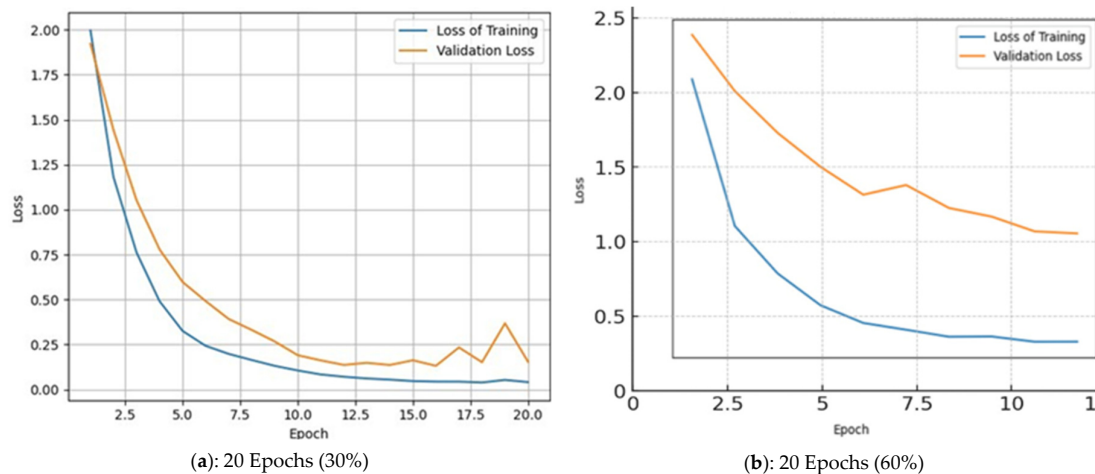 2.00
1.75
1.50
1.25
1.00
0.75
0.50
0.25
0.00
Loss
Loss of Training
Validation Loss
2.5 5.0 7.5 10.0 12.5 15.0 17.5 20.0
Epoch
(a): 20 Epochs (30%)
2.5
2.0
1.5
1.0
0.5
0
Loss
Loss of Training
Validation Loss
0 2.5 5 7.5 10 1
Epoch
(b): 20 Epochs (60%)